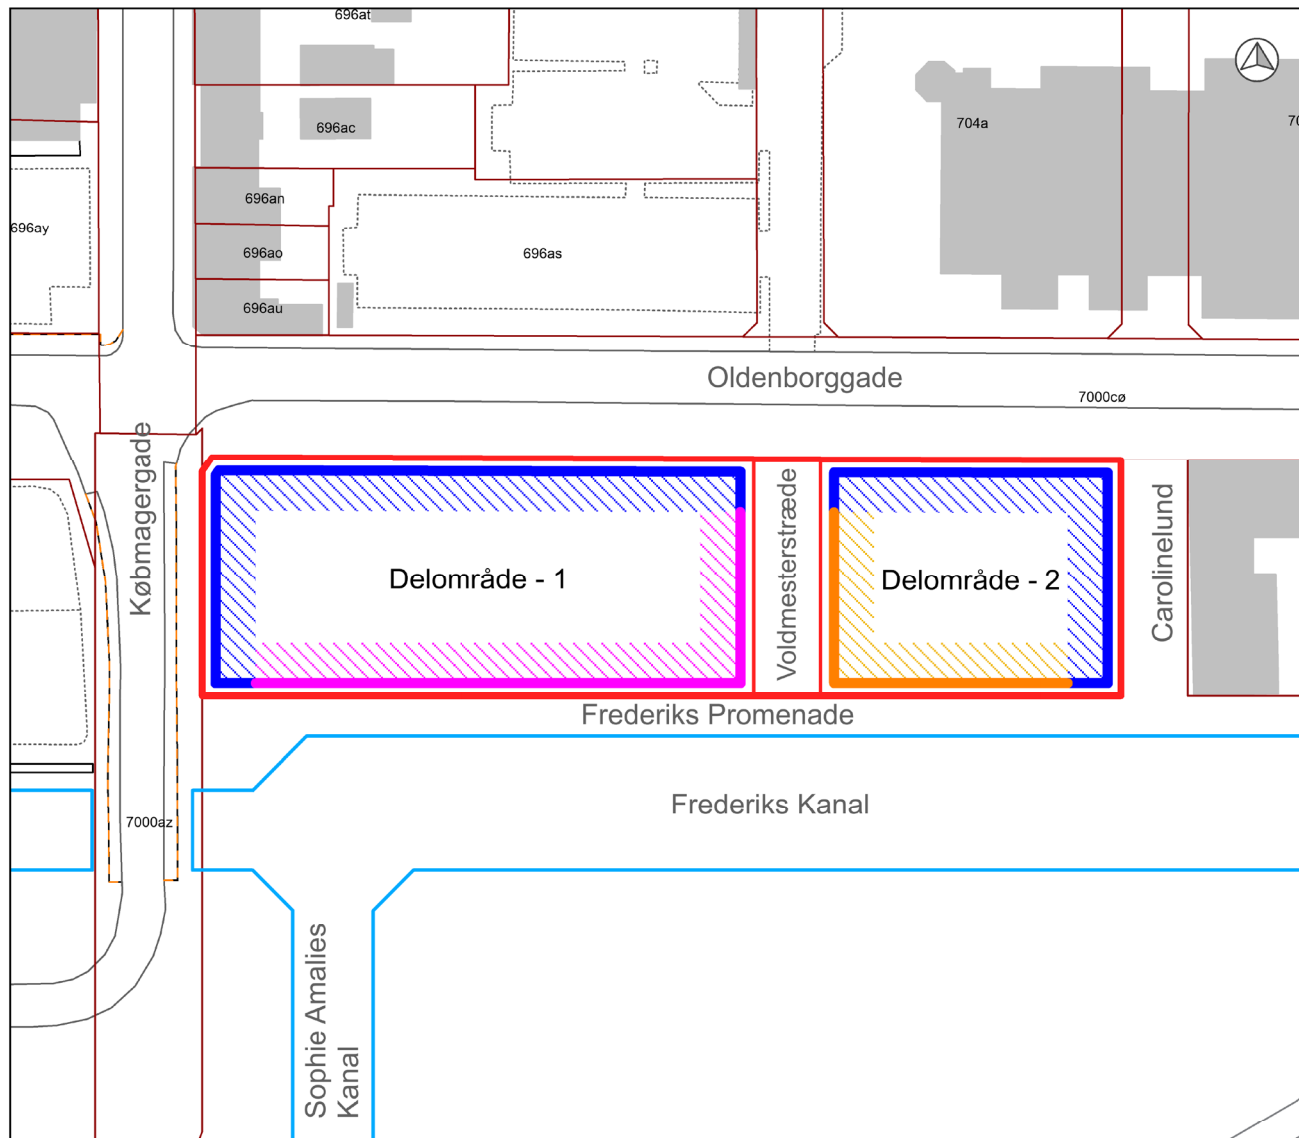 696at
696ac
704a
70
696an
696ay
696ao
696as
696au
Oldenborggade
7000cø
Købmagergade
Voldmesterstræde
Carolinelund
Delområde - 1
Delområde - 2
Frederiks Promenade
Frederiks Kanal
7000az
Sophie Amalies
Kanal